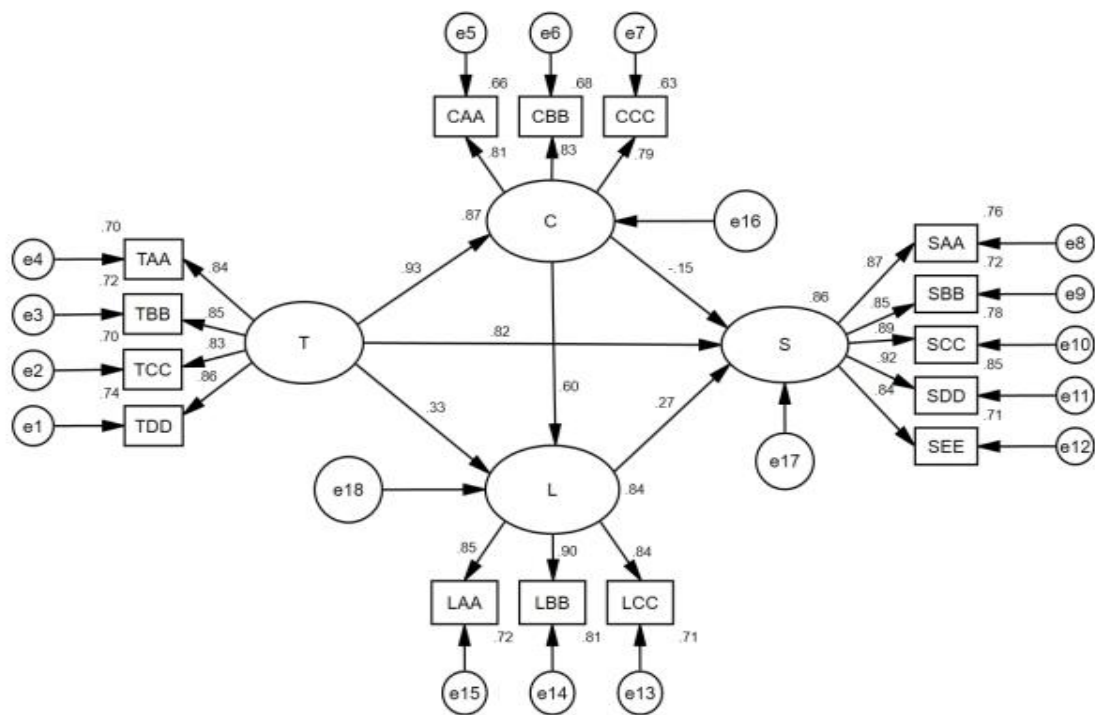 e5 e6 e7
.66 .68 .63
CAA CBB CCC
.81 .83 .79
.87 C e16
.70 .76
e4 TAA .84 .93 -.15 .87 SAA e8
.72 .86 .72
e3 TBB .85 .82 .85 SBB e9
.70 T S .78
e2 TCC .83 .89 SCC e10
.74 .86 .92 .85
e1 TDD .33 .60 .27 .84 SDD e11
.71
SEE e12
e18 L .84 e17
.85 .90 .84
LAA LBB LCC
.72 .81 .71
e15 e14 e13